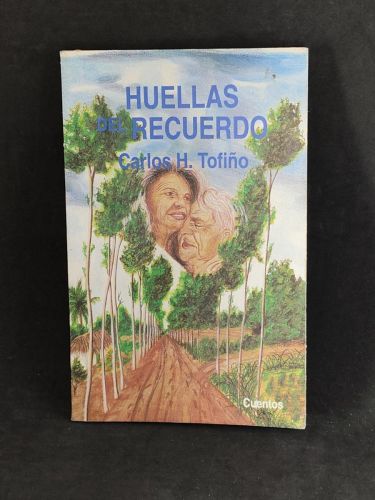 HUELLAS
DEL RECUERDO
Carlos H. Tofiño
Cuentos